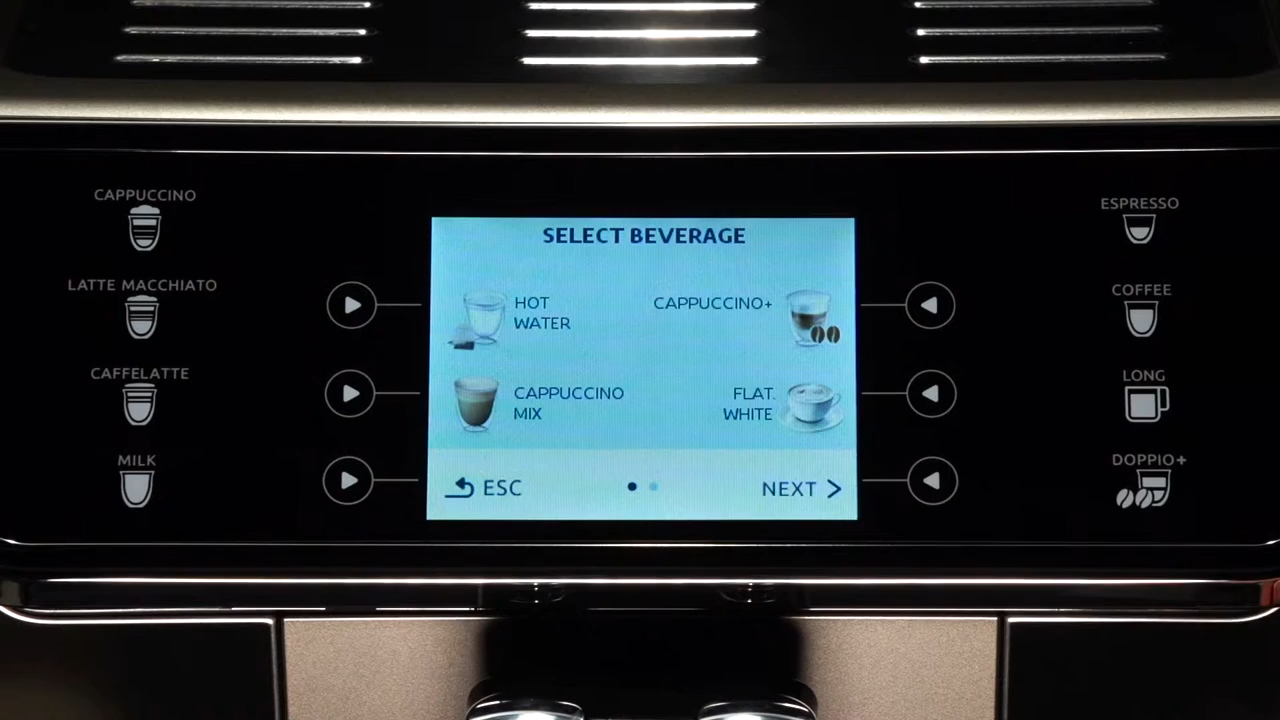 CAPPUCCINO
LATTE MACCHIATO
CAFFELATTE
MILK
SELECT BEVERAGE
HOT
WATER
CAPPUCCINO+
CAPPUCCINO
MIX
FLAT.
WHITE
ESC
NEXT
ESPRESSO
COFFEE
LONG
DOPPIO+